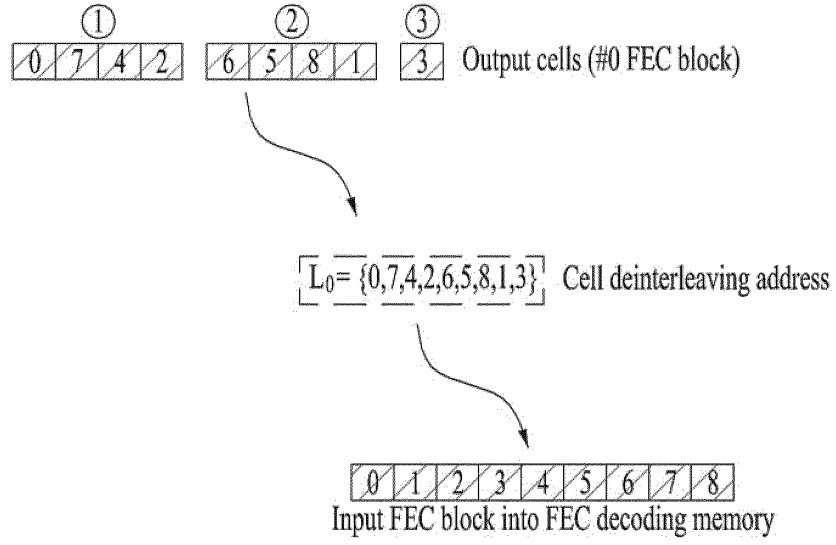 ① ② ③
0 7 4 2 6 5 8 1 3 Output cells (#0 FEC block)
L₀= {0,7,4,2,6,5,8,1,3} Cell deinterleaving address
0 1 2 3 4 5 6 7 8
Input FEC block into FEC decoding memory